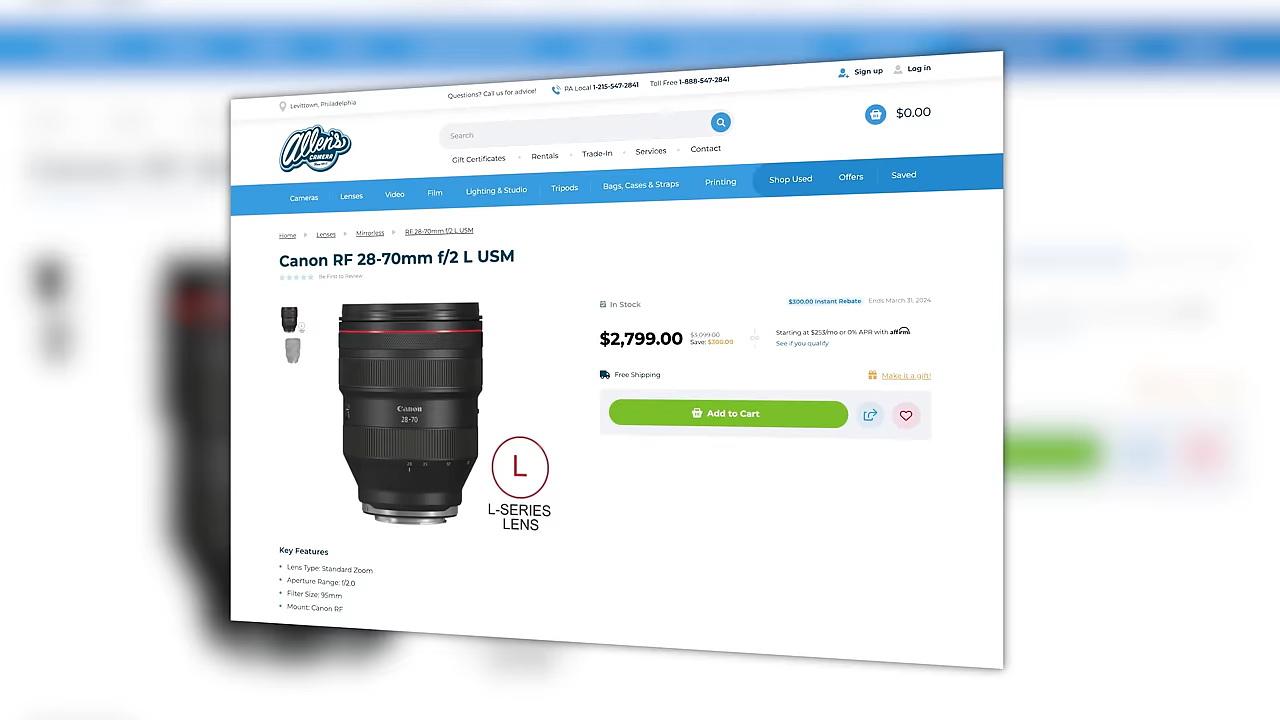 Levittown, Philadelphia
Questions? Call us for advice!
PA Local 1-215-547-2841
Toll Free 1-888-547-2841
Sign up
Log in
Allen's
CAMERA
Search
$0.00
Gift Certificates
Rentals
Trade-In
Services
Contact
Cameras
Lenses
Video
Film
Lighting & Studio
Tripods
Bags, Cases & Straps
Printing
Shop Used
Offers
Saved
Home
Lenses
Mirrorless
RF 28-70mm f/2 L USM
Canon RF 28-70mm f/2 L USM
Be First to Review
In Stock
$300.00 Instant Rebate
Ends March 31, 2024
$2,799.00
$3,099.00
Save: $300.00
OR
Starting at $253/mo or 0% APR with affirm
See if you qualify
Free Shipping
Make it a gift!
Add to Cart
Canon
28-70
L
L-SERIES
LENS
Key Features
Lens Type: Standard Zoom
Aperture Range: f/2.0
Filter Size: 95mm
Mount: Canon RF